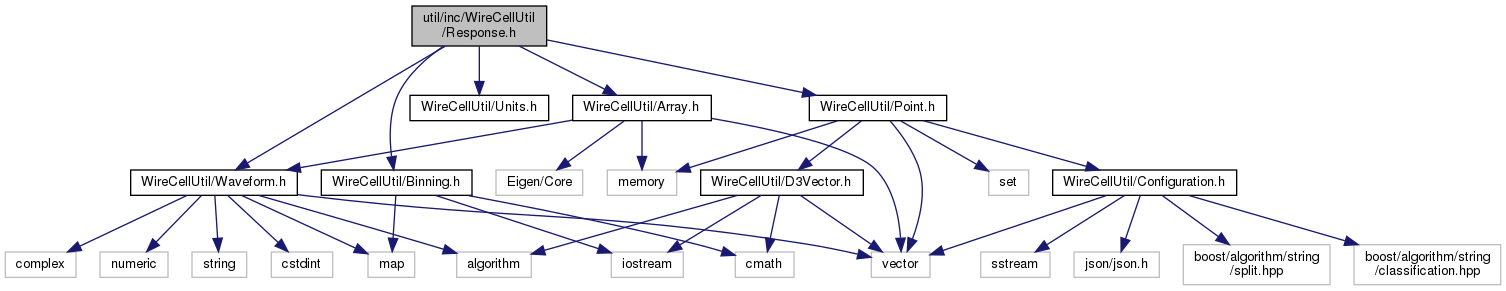 util/inc/WireCellUtil
/Response.h
WireCellUtil/Units.h
WireCellUtil/Array.h
WireCellUtil/Point.h
WireCellUtil/Waveform.h
WireCellUtil/Binning.h
Eigen/Core
memory
WireCellUtil/D3Vector.h
set
WireCellUtil/Configuration.h
complex
numeric
string
cstdint
map
algorithm
iostream
cmath
vector
sstream
json/json.h
boost/algorithm/string
/split.hpp
boost/algorithm/string
/classification.hpp